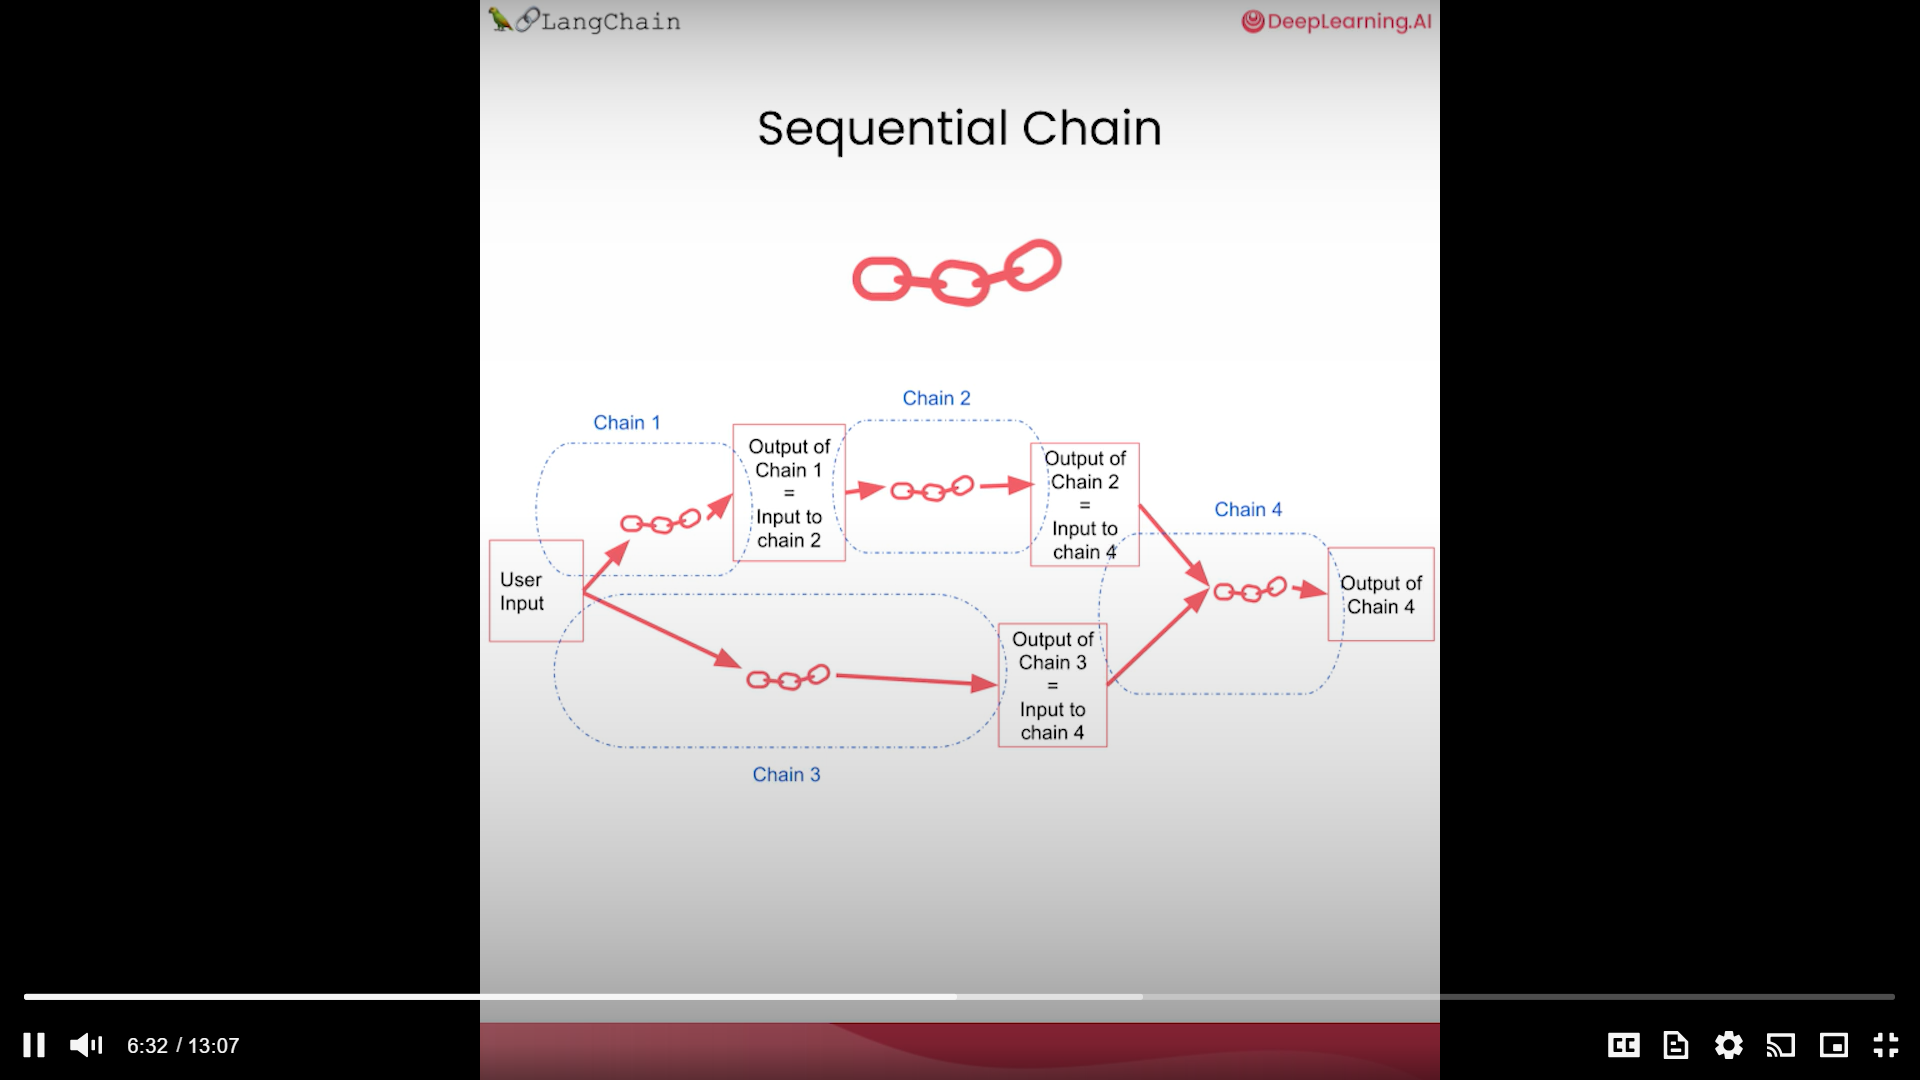 LangChain
DeepLearning.AI
Sequential Chain
Chain 1
Chain 2
Chain 4
Chain 3
User
Input
Output of
Chain 1
=
Input to
chain 2
Output of
Chain 2
=
Input to
chain 4
Output of
Chain 3
=
Input to
chain 4
Output of
Chain 4
6:32 / 13:07
CC